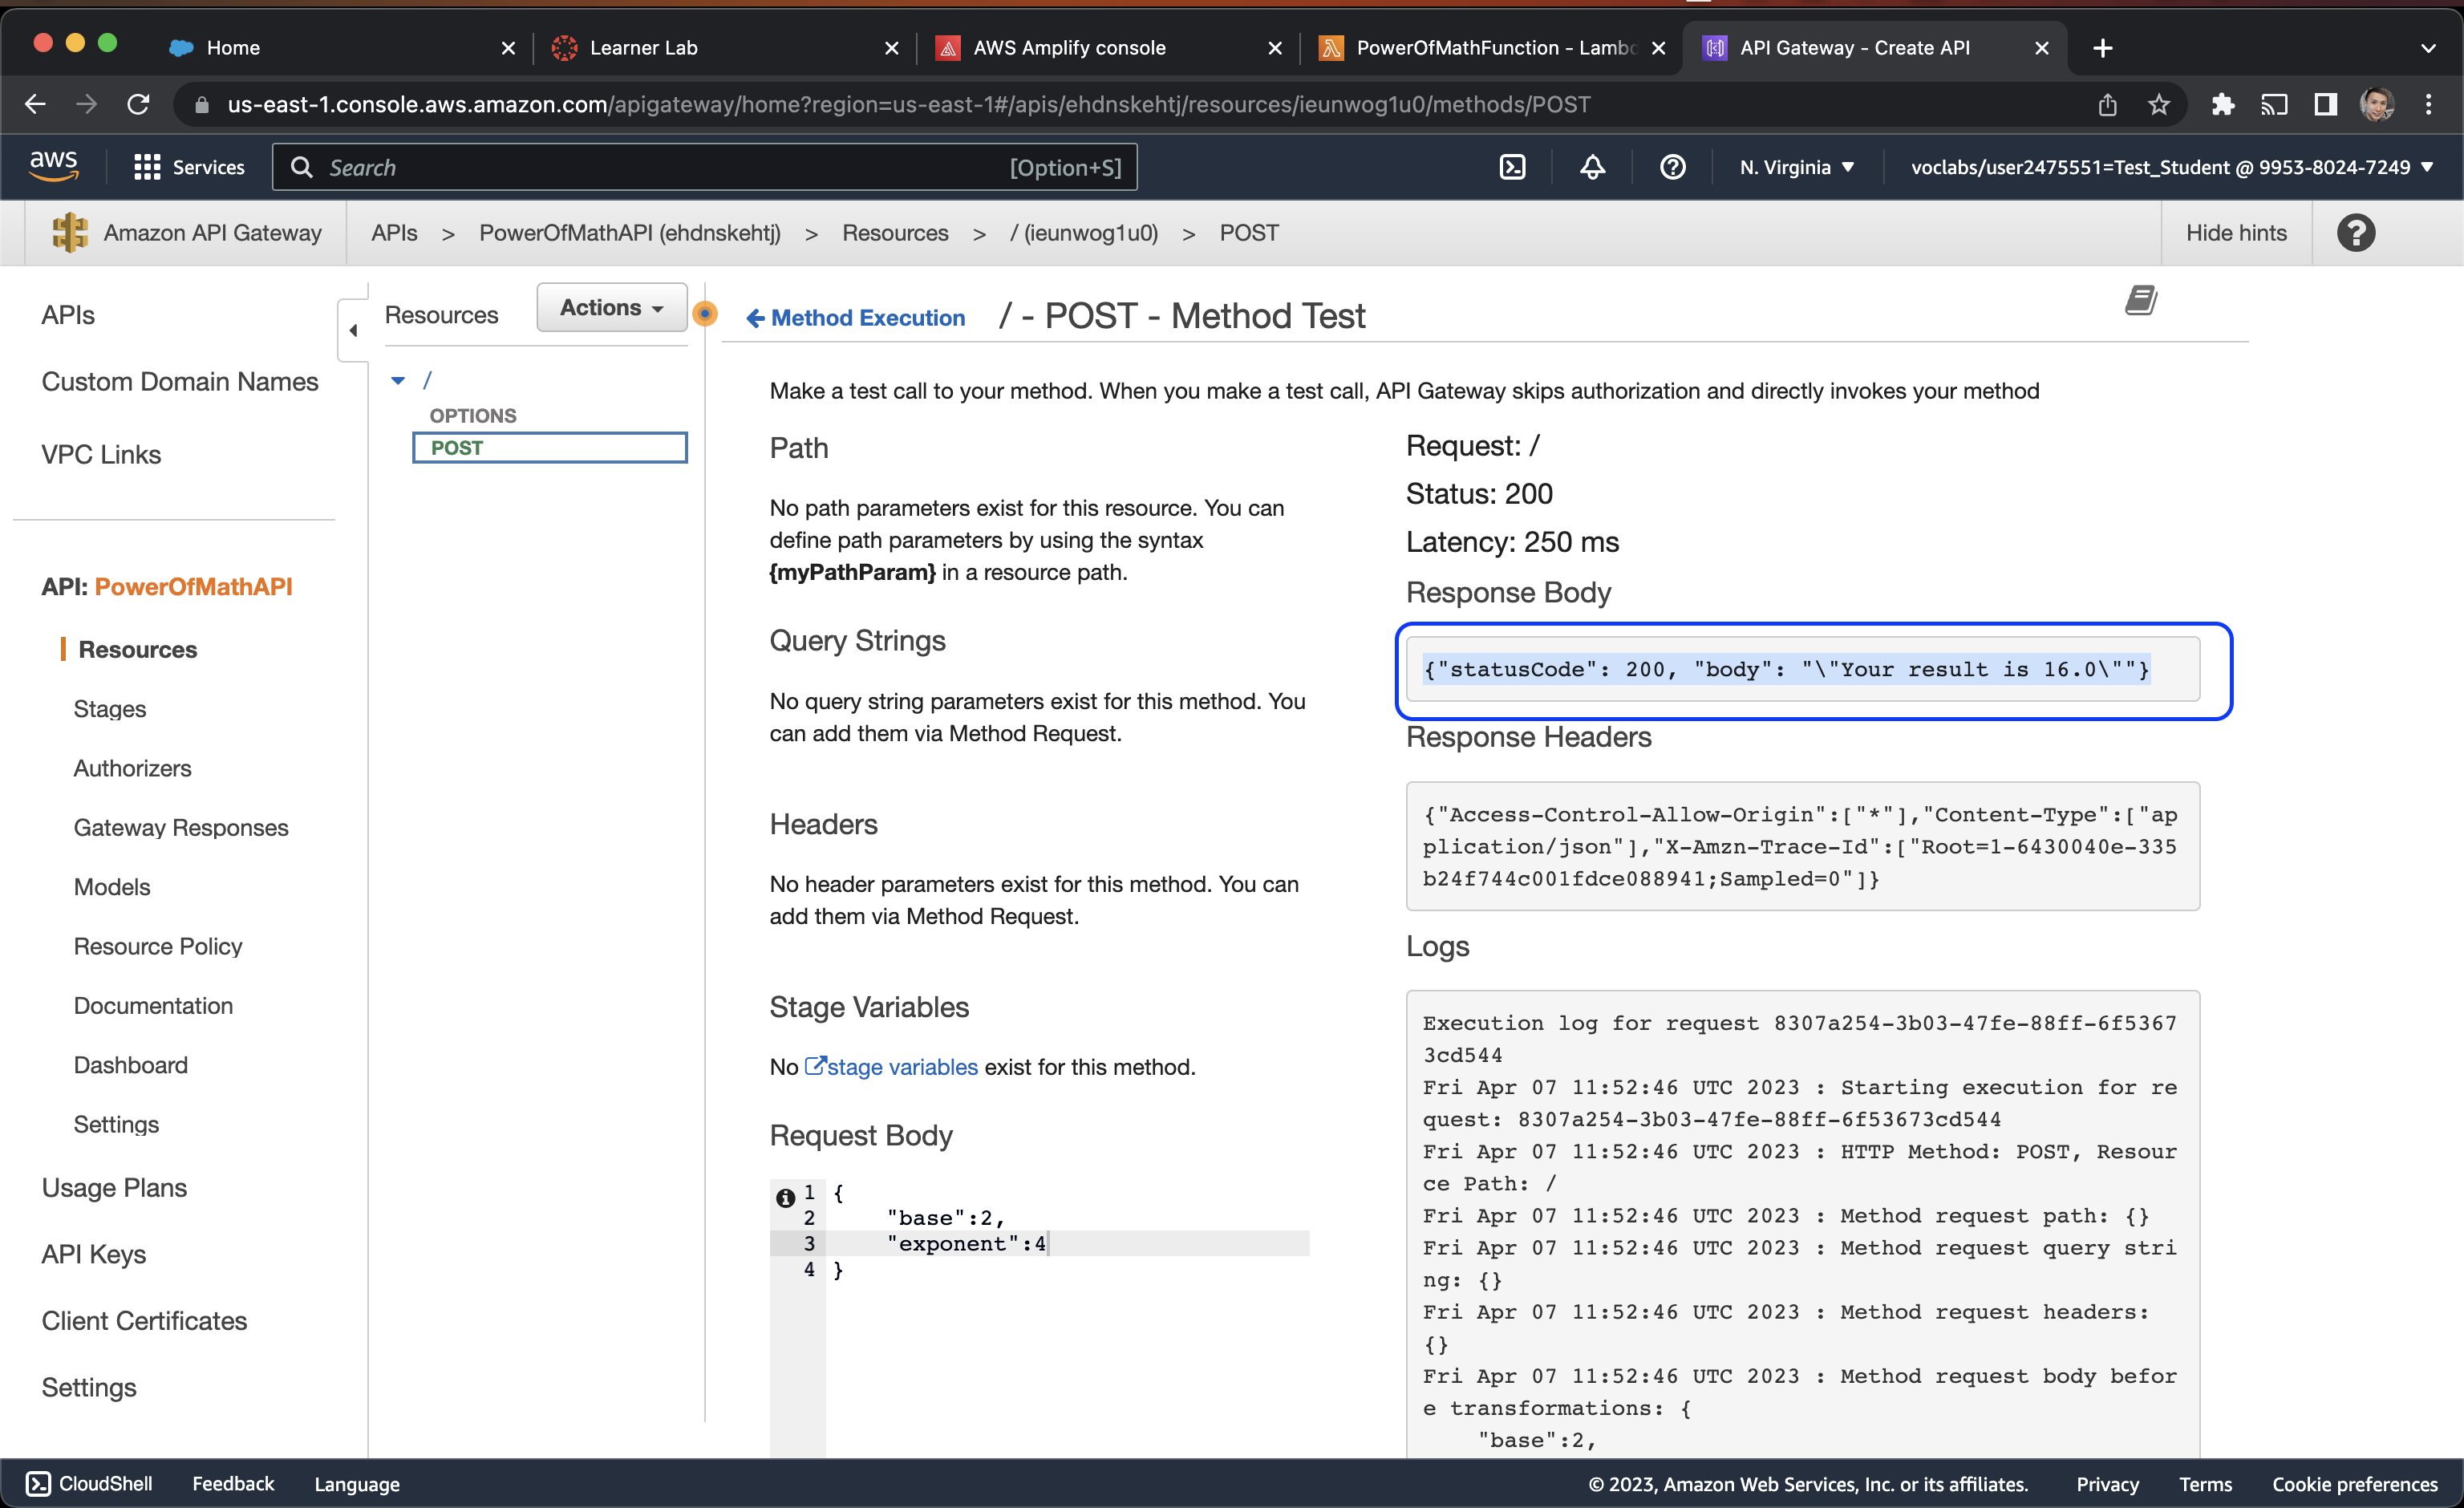 Home
Learner Lab
AWS Amplify console
PowerOfMathFunction - Lambd
API Gateway - Create API
us-east-1.console.aws.amazon.com/apigateway/home?region=us-east-1#/apis/ehdnskehtj/resources/ieunwog1u0/methods/POST
aws
Services
Search
[Option+S]
N. Virginia
voclabs/user2475551=Test_Student @ 9953-8024-7249
Amazon API Gateway
APIs > PowerOfMathAPI (ehdnskehtj) > Resources > / (ieunwog1u0) > POST
Hide hints
APIs
Custom Domain Names
VPC Links
API: PowerOfMathAPI
Resources
Stages
Authorizers
Gateway Responses
Models
Resource Policy
Documentation
Dashboard
Settings
Usage Plans
API Keys
Client Certificates
Settings
Resources
Actions
/
OPTIONS
POST
Method Execution
/ - POST - Method Test
Make a test call to your method. When you make a test call, API Gateway skips authorization and directly invokes your method
Path
No path parameters exist for this resource. You can
define path parameters by using the syntax
{myPathParam} in a resource path.
Query Strings
No query string parameters exist for this method. You
can add them via Method Request.
Headers
No header parameters exist for this method. You can
add them via Method Request.
Stage Variables
No stage variables exist for this method.
Request Body
1 {
2 "base":2,
3 "exponent":4
4 }
Request: /
Status: 200
Latency: 250 ms
Response Body
{"statusCode": 200, "body": "\"Your result is 16.0\""}
Response Headers
{"Access-Control-Allow-Origin":["*"],"Content-Type":["ap
plication/json"],"X-Amzn-Trace-Id":["Root=1-6430040e-335
b24f744c001fdce088941;Sampled=0"]}
Logs
Execution log for request 8307a254-3b03-47fe-88ff-6f5367
3cd544
Fri Apr 07 11:52:46 UTC 2023 : Starting execution for re
quest: 8307a254-3b03-47fe-88ff-6f53673cd544
Fri Apr 07 11:52:46 UTC 2023 : HTTP Method: POST, Resour
ce Path: /
Fri Apr 07 11:52:46 UTC 2023 : Method request path: {}
Fri Apr 07 11:52:46 UTC 2023 : Method request query stri
ng: {}
Fri Apr 07 11:52:46 UTC 2023 : Method request headers:
{}
Fri Apr 07 11:52:46 UTC 2023 : Method request body befor
e transformations: {
"base":2,
CloudShell
Feedback
Language
© 2023, Amazon Web Services, Inc. or its affiliates.
Privacy
Terms
Cookie preferences